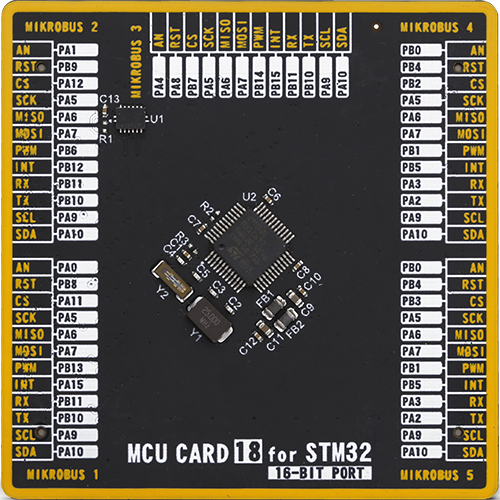 MIKROBUS 2
AN PA1
RST PB9
CS PA12
SCK PA5
MISO PA6
MOSI PA7
PWM PB6
INT PB12
RX PB11
TX PB10
SCL PA9
SDA PA10
MIKROBUS 3
AN PA4
RST PA8
CS PB7
SCK PA5
MISO PA6
MOSI PA7
PWM PB14
INT PB15
RX PB11
TX PB10
SCL PA9
SDA PA10
MIKROBUS 4
PB0 AN
PB4 RST
PB2 CS
PA5 SCK
PA6 MISO
PA7 MOSI
PB1 PWM
PB5 INT
PA3 RX
PA2 TX
PA9 SCL
PA10 SDA
C13
U1
R1
U2
C6
R2
C1
R3
C4
C5
C3
C2
Y2
Y1
C8
C10
FB1
C9
FB2
C11
C12
AN PA0
RST PB8
CS PA11
SCK PA5
MISO PA6
MOSI PA7
PWM PB13
INT PA15
RX PB11
TX PB10
SCL PA9
SDA PA10
MIKROBUS 1
PB0 AN
PB4 RST
PB3 CS
PA5 SCK
PA6 MISO
PA7 MOSI
PB1 PWM
PB5 INT
PA3 RX
PA2 TX
PA9 SCL
PA10 SDA
MIKROBUS 5
MCU CARD 18 for STM32
16-BIT PORT